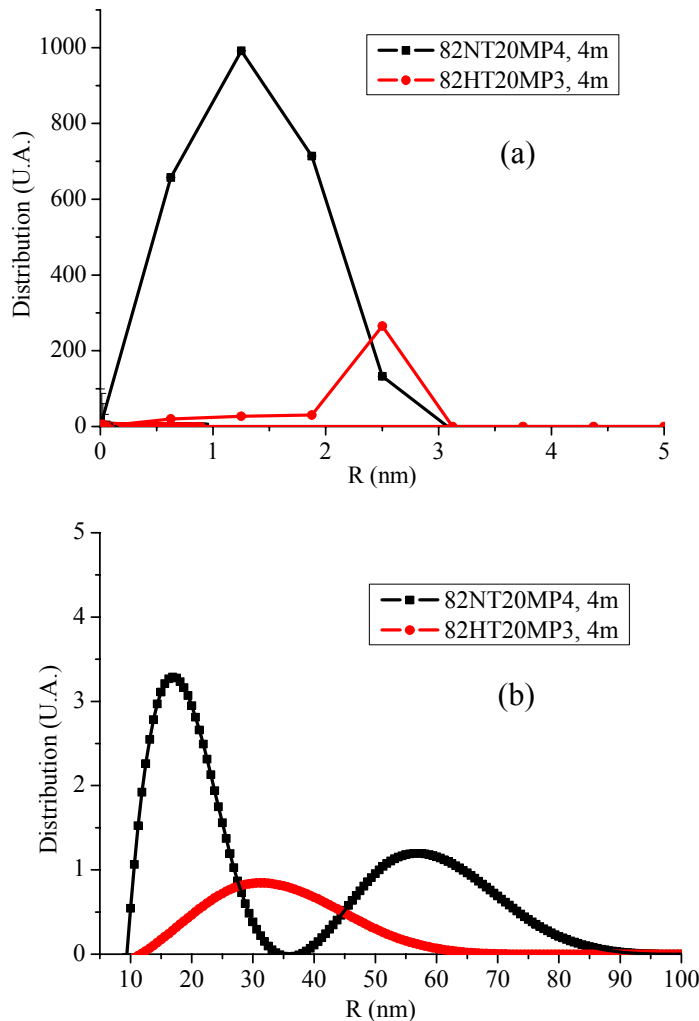 1000
800
600
400
200
0
Distribution (U.A.)
82NT20MP4, 4m
82HT20MP3, 4m
(a)
0 1 2 3 4 5
R (nm)
5
4
3
2
1
0
Distribution (U.A.)
82NT20MP4, 4m
82HT20MP3, 4m
(b)
10 20 30 40 50 60 70 80 90 100
R (nm)